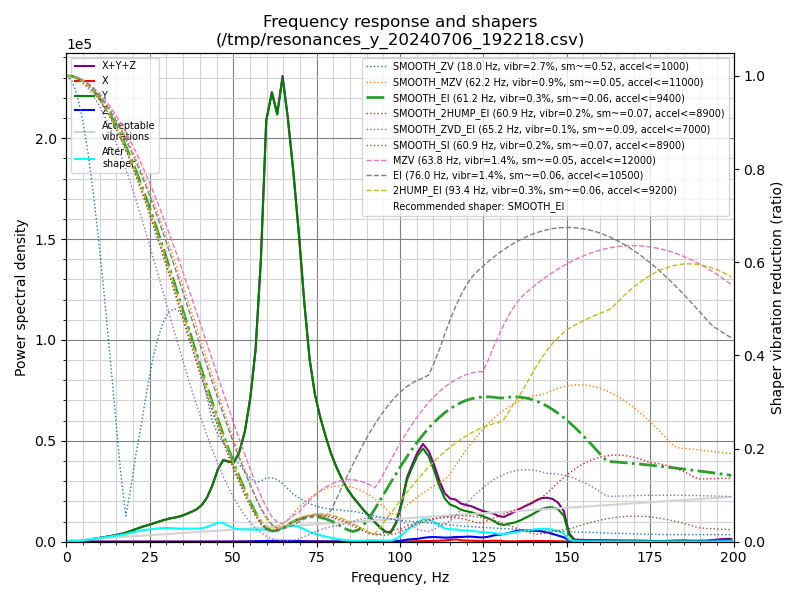 Frequency response and shapers
(/tmp/resonances_y_20240706_192218.csv)
1e5
X+Y+Z
X
Y
Z
Acceptable
vibrations
After
shaper
SMOOTH_ZV (18.0 Hz, vibr=2.7%, sm~=0.52, accel<=1000)
SMOOTH_MZV (62.2 Hz, vibr=0.9%, sm~=0.05, accel<=11000)
SMOOTH_EI (61.2 Hz, vibr=0.3%, sm~=0.06, accel<=9400)
SMOOTH_2HUMP_EI (60.9 Hz, vibr=0.2%, sm~=0.07, accel<=8900)
SMOOTH_ZVD_EI (65.2 Hz, vibr=0.1%, sm~=0.09, accel<=7000)
SMOOTH_SI (60.9 Hz, vibr=0.2%, sm~=0.07, accel<=8900)
MZV (63.8 Hz, vibr=1.4%, sm~=0.05, accel<=12000)
EI (76.0 Hz, vibr=1.4%, sm~=0.06, accel<=10500)
2HUMP_EI (93.4 Hz, vibr=0.3%, sm~=0.06, accel<=9200)
Recommended shaper: SMOOTH_EI
Power spectral density
2.0
1.5
1.0
0.5
0.0
1.0
0.8
0.6
0.4
0.2
0.0
Shaper vibration reduction (ratio)
0 25 50 75 100 125 150 175 200
Frequency, Hz